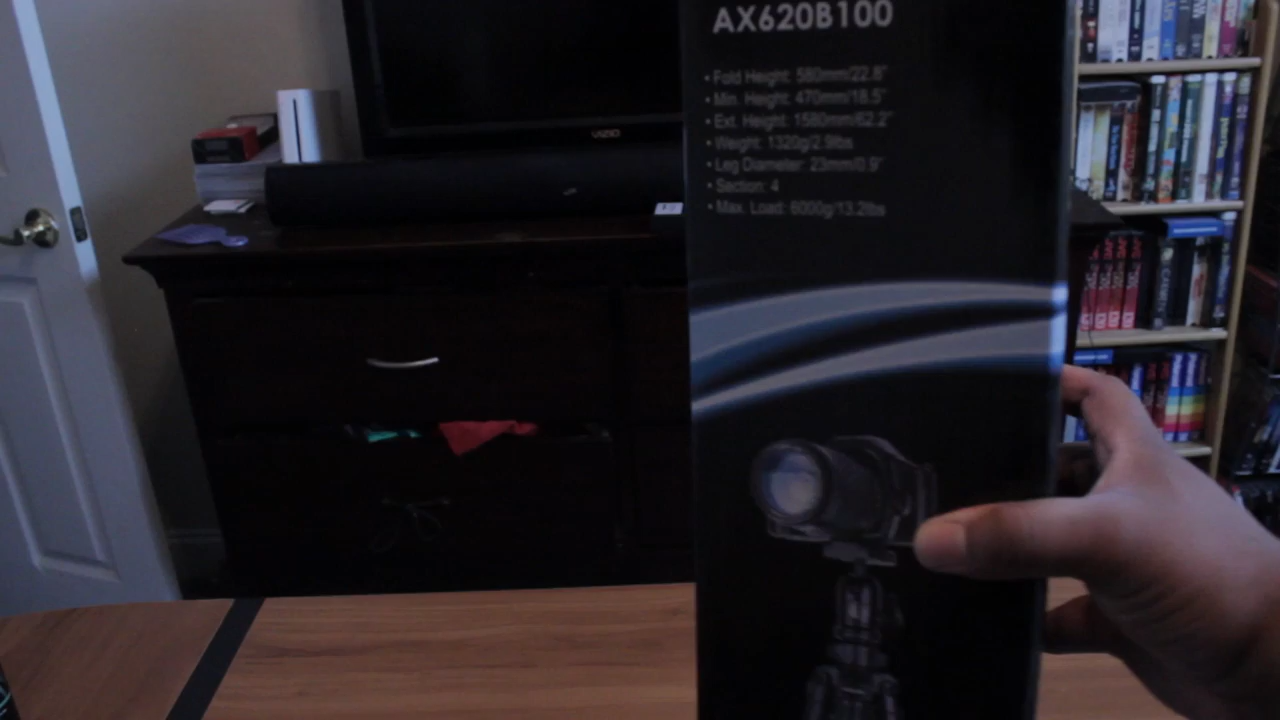 AX620B100
• Fold Height: 580mm/22.8"
• Min. Height: 470mm/18.5"
• Ext. Height: 1580mm/62.2"
• Weight: 1320g/2.9lbs
• Leg Diameter: 23mm/0.9"
• Section: 4
• Max. Load: 6000g/13.2lbs
VIZIO